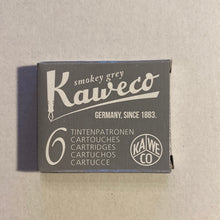 smokey grey
Kaweco
GERMANY, SINCE 1883.
6
TINTENPATRONEN
CARTOUCHES
CARTRIDGES
CARTUCHOS
CARTUCCE
KA WE
CO